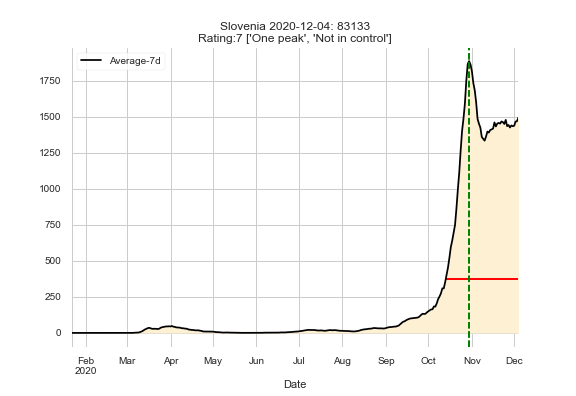 Slovenia 2020-12-04: 83133
Rating:7 ['One peak', 'Not in control']
Average-7d
1750
1500
1250
1000
750
500
250
0
Feb Mar Apr May Jun Jul Aug Sep Oct Nov Dec
2020
Date